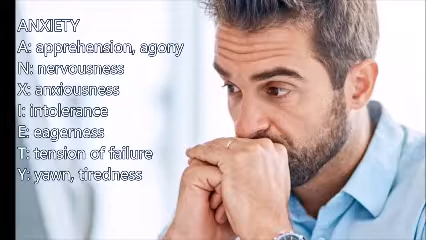 ANXIETY
A: apprehension, agony
N: nervousness
X: anxiousness
I: intolerance
E: eagerness
T: tension of failure
Y: yawn, tiredness